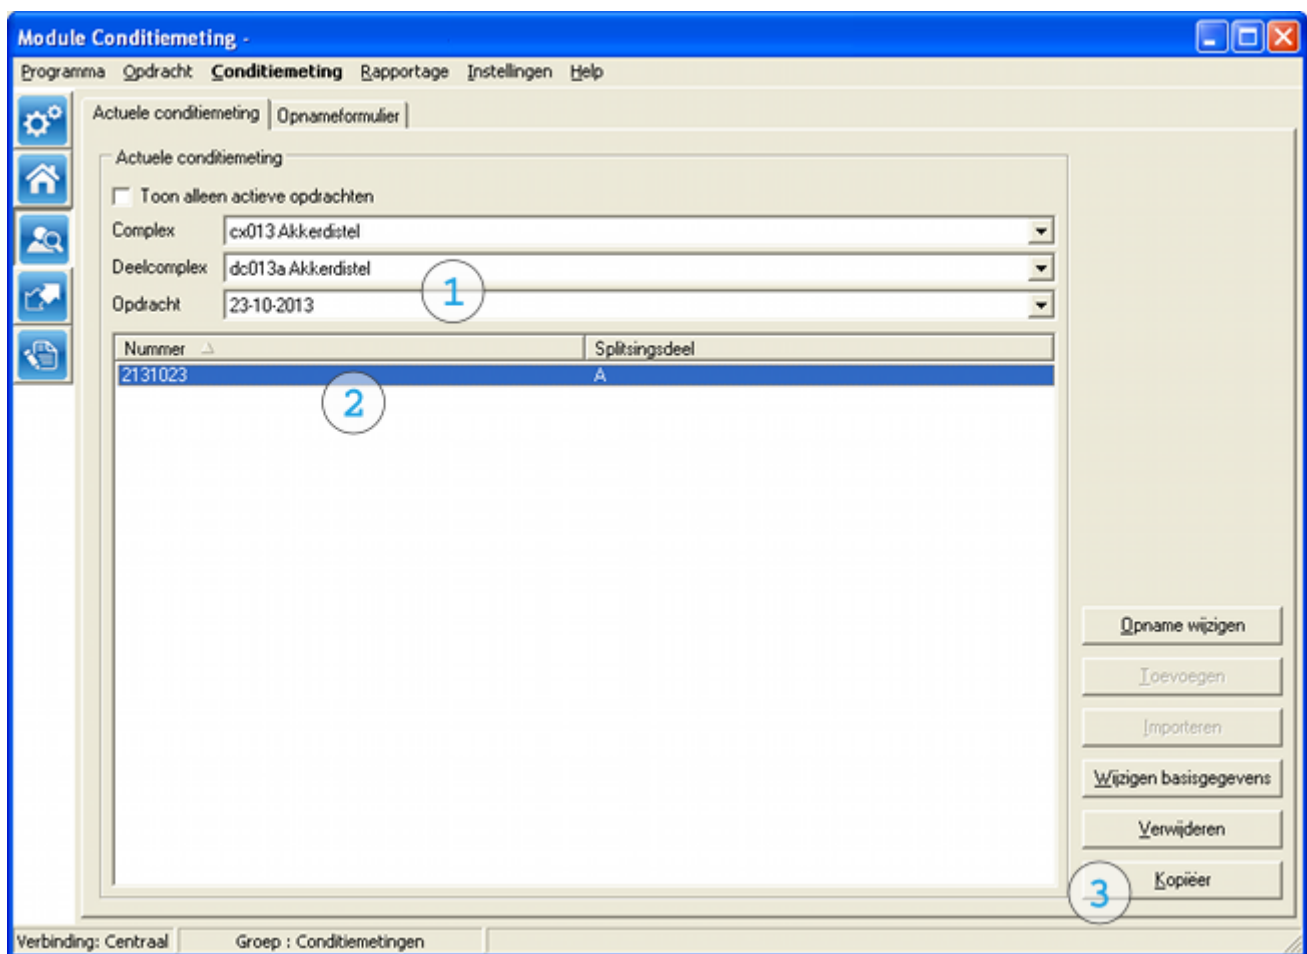 Module Conditiemeting -
Programma Opdracht Conditiemeting Rapportage Instellingen Help
Actuele conditiemeting Opnameformulier
Actuele conditiemeting
Toon alleen actieve opdrachten
Complex cx013 Akkerdistel
Deelcomplex dc013a Akkerdistel
1
Opdracht 23-10-2013
Nummer Splitsingsdeel
2131023 A
2
Opname wijzigen
Toevoegen
Importeren
Wijzigen basisgegevens
Verwijderen
3 Kopiëer
Verbinding: Centraal Groep : Conditiemetingen